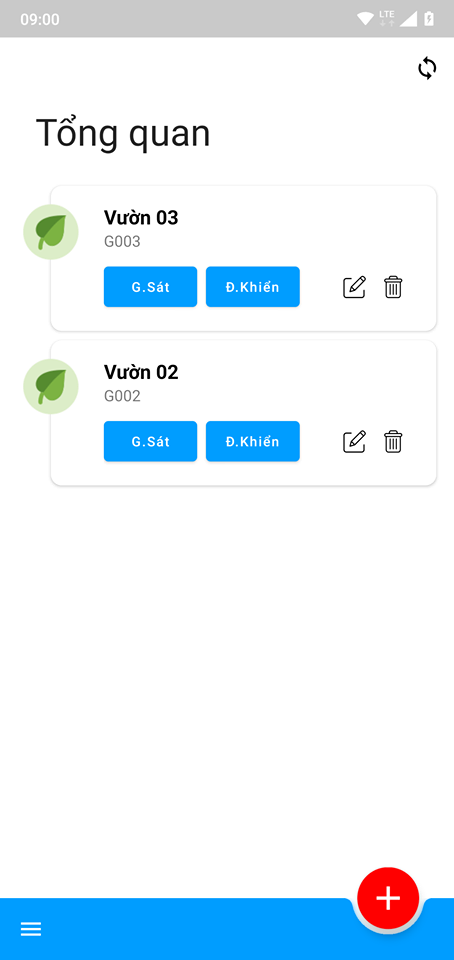 09:00
LTE
Tổng quan
Vườn 03
G003
G.Sát Đ.Khiển
Vườn 02
G002
G.Sát Đ.Khiển